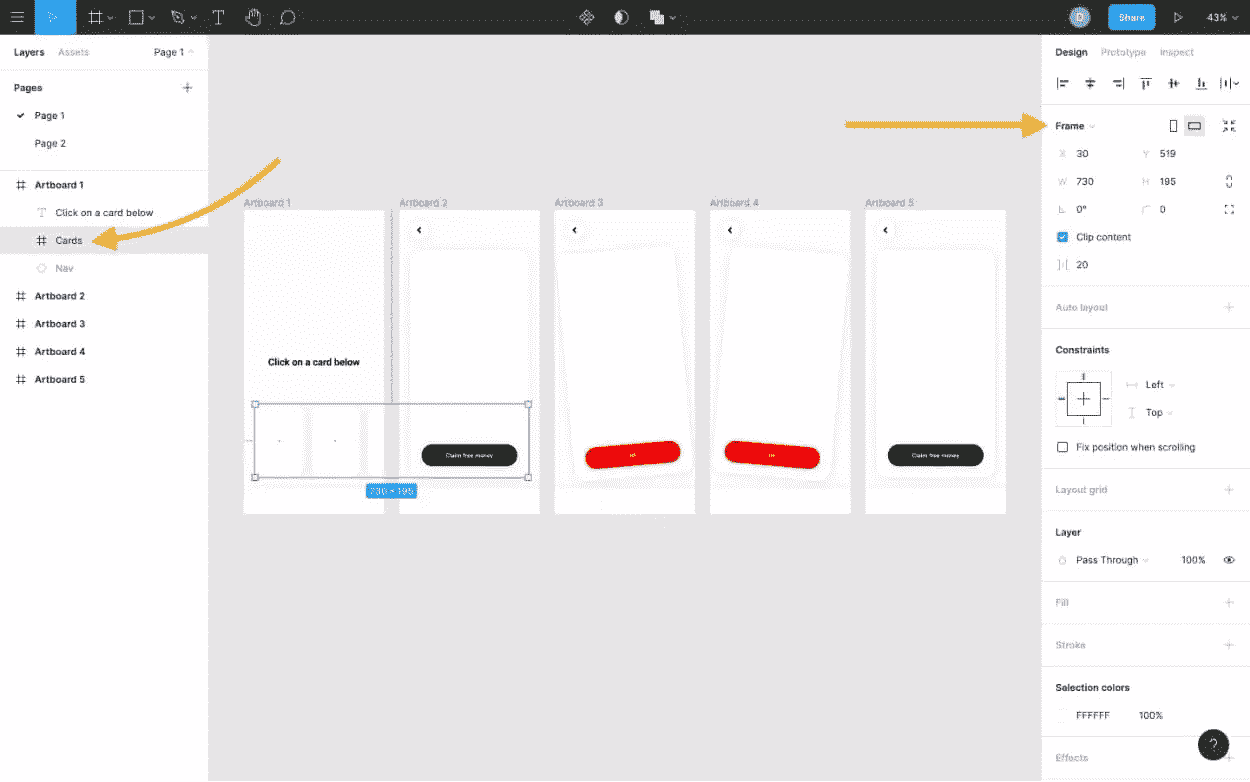 Share
43%
Layers
Assets
Page 1
Pages
Page 1
Page 2
Artboard 1
Click on a card below
Cards
Nav
Artboard 2
Artboard 3
Artboard 4
Artboard 5
Artboard 1
Artboard 2
Artboard 3
Artboard 4
Artboard 5
Click on a card below
Claim free money
Claim free money
730 × 195
Design
Prototype
Inspect
Frame
X 30
Y 519
W 730
H 195
0°
0
Clip content
20
Auto layout
Constraints
Left
Top
Fix position when scrolling
Layout grid
Layer
Pass Through
100%
Fill
Stroke
Selection colors
FFFFFF
100%
Effects
?